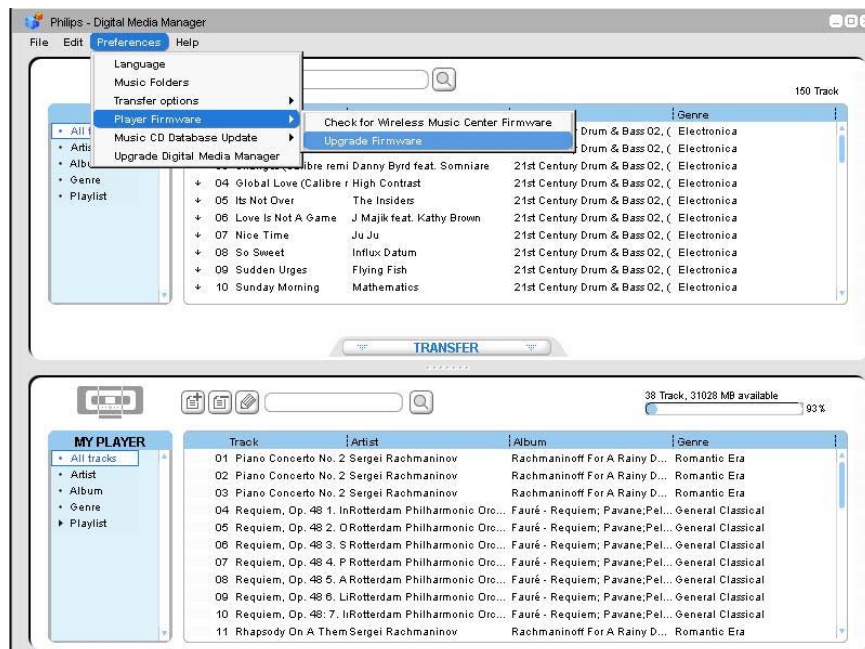 Philips - Digital Media Manager
File Edit Preferences Help
Language
Music Folders
Transfer options
Player Firmware
Music CD Database Update
Upgrade Digital Media Manager
Check for Wireless Music Center Firmware
Upgrade Firmware
150 Track
Genre
All
Drum & Bass 02, ( Electronica
Drum & Bass 02, ( Electronica
Genre
Playlist
Danny Byrd feat. Somniare 21st Century Drum & Bass 02, ( Electronica
04 Global Love (Calibre r High Contrast 21st Century Drum & Bass 02, ( Electronica
05 Its Not Over The Insiders 21st Century Drum & Bass 02, ( Electronica
06 Love Is Not A Game J Majik feat. Kathy Brown 21st Century Drum & Bass 02, ( Electronica
07 Nice Time Ju Ju 21st Century Drum & Bass 02, ( Electronica
08 So Sweet Influx Datum 21st Century Drum & Bass 02, ( Electronica
09 Sudden Urges Flying Fish 21st Century Drum & Bass 02, ( Electronica
10 Sunday Morning Mathematics 21st Century Drum & Bass 02, ( Electronica
TRANSFER
38 Track, 31028 MB available
93%
MY PLAYER
All tracks
Artist
Album
Genre
Playlist
Track Artist Album Genre
01 Piano Concerto No. 2 Sergei Rachmaninov Rachmaninoff For A Rainy D... Romantic Era
02 Piano Concerto No. 2 Sergei Rachmaninov Rachmaninoff For A Rainy D... Romantic Era
03 Piano Concerto No. 2 Sergei Rachmaninov Rachmaninoff For A Rainy D... Romantic Era
04 Requiem, Op. 48 1. In Rotterdam Philharmonic Orc... Fauré - Requiem; Pavane;Pel... General Classical
05 Requiem, Op. 48 2. O Rotterdam Philharmonic Orc... Fauré - Requiem; Pavane;Pel... General Classical
06 Requiem, Op. 48 3. S Rotterdam Philharmonic Orc... Fauré - Requiem; Pavane;Pel... General Classical
07 Requiem, Op. 48 4. P Rotterdam Philharmonic Orc... Fauré - Requiem; Pavane;Pel... General Classical
08 Requiem, Op. 48 5. A Rotterdam Philharmonic Orc... Fauré - Requiem; Pavane;Pel... General Classical
09 Requiem, Op. 48 6. Li Rotterdam Philharmonic Orc... Fauré - Requiem; Pavane;Pel... General Classical
10 Requiem, Op. 48: 7. Ir Rotterdam Philharmonic Orc... Fauré - Requiem; Pavane;Pel... General Classical
11 Rhapsody On A Them Sergei Rachmaninov Rachmaninoff For A Rainy D... Romantic Era